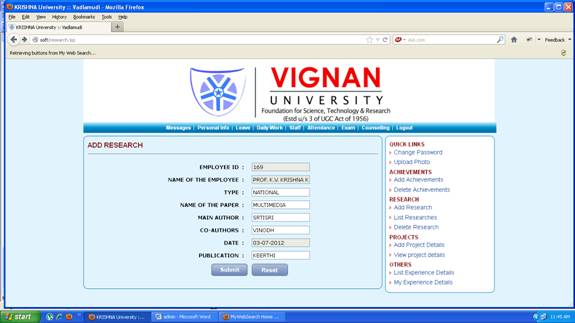 KRISHNA University :: Vadlamudi - Mozilla Firefox
File Edit View History Bookmarks Tools Help
KRISHNA University :: Vadlamudi
soft/research.jsp
Ask.com
Feedback
Retrieving buttons from My Web Search...
VIGNAN
UNIVERSITY
Foundation for Science, Technology & Research
(Estd u/s 3 of UGC Act of 1956)
Messages | Personal Info | Leave | Daily Work | Staff | Attendance | Exam | Counselling | Logout
ADD RESEARCH
EMPLOYEE ID : 169
NAME OF THE EMPLOYEE : PROF. K.V. KRISHNA K
TYPE : NATIONAL
NAME OF THE PAPER : MULTIMEDIA
MAIN AUTHOR : SRTISRI
CO-AUTHORS : VINODH
DATE : 03-07-2012
PUBLICATION : KEERTHI
Submit Reset
QUICK LINKS
Change Password
Upload Photo
ACHIEVEMENTS
Add Achievements
Delete Achievements
RESEARCH
Add Research
List Researches
Delete Research
PROJECTS
Add Project Details
View project details
OTHERS
List Experience Details
My Experience Details
start
KRISHNA University :...
admin - Microsoft Word
MyWebSearch Home ...
11:45 AM